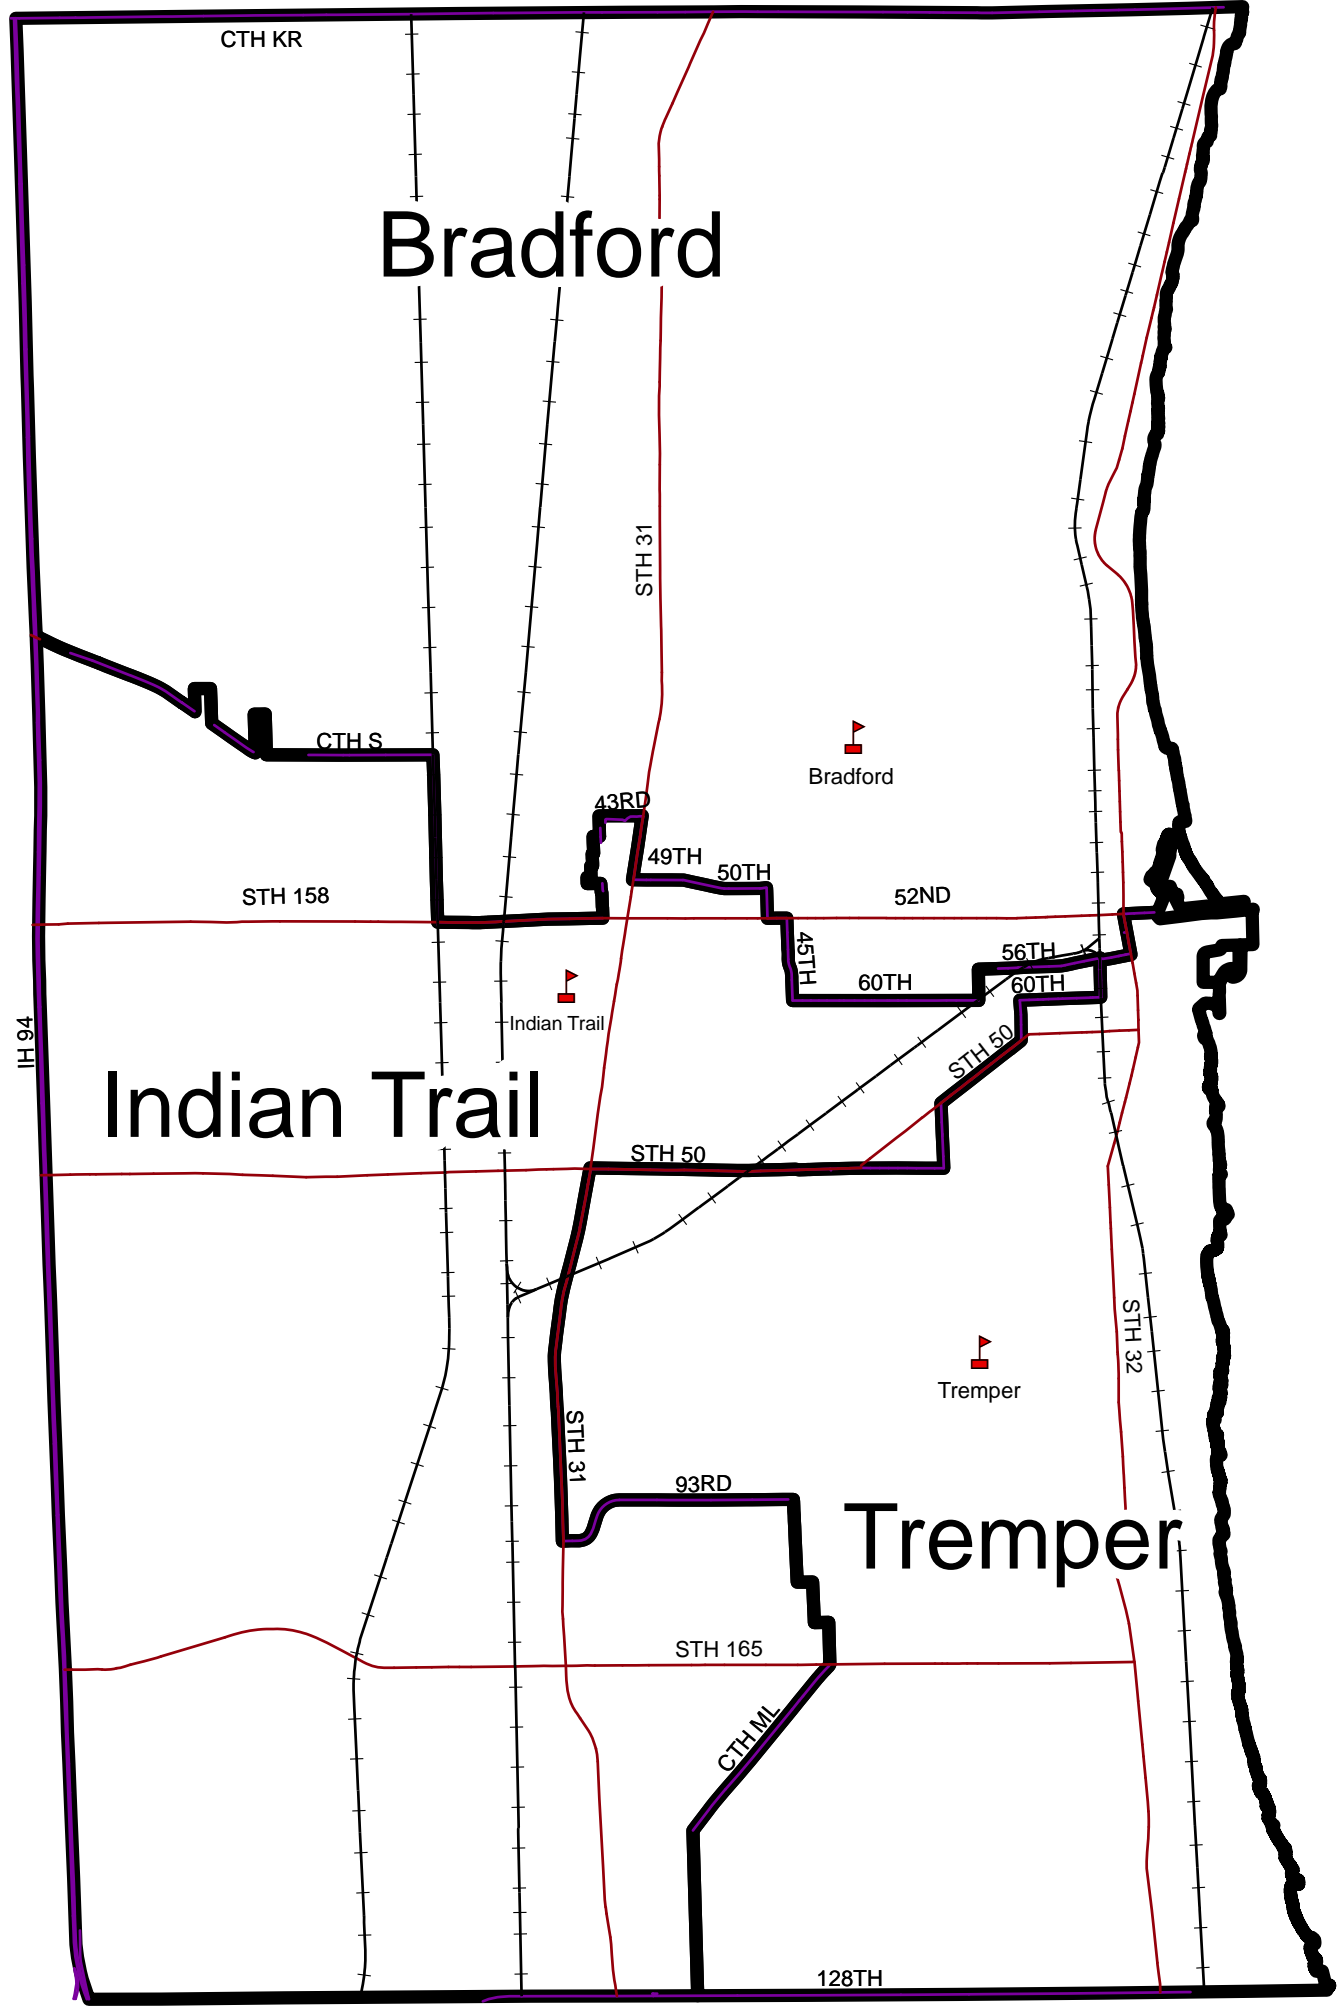 CTH KR
Bradford
STH 31
CTH S
Bradford
43RD
49TH
50TH
STH 158
52ND
45TH
56TH
60TH
60TH
Indian Trail
IH 94
STH 50
Indian Trail
STH 50
STH 32
Tremper
STH 31
93RD
Tremper
STH 165
CTH ML
128TH